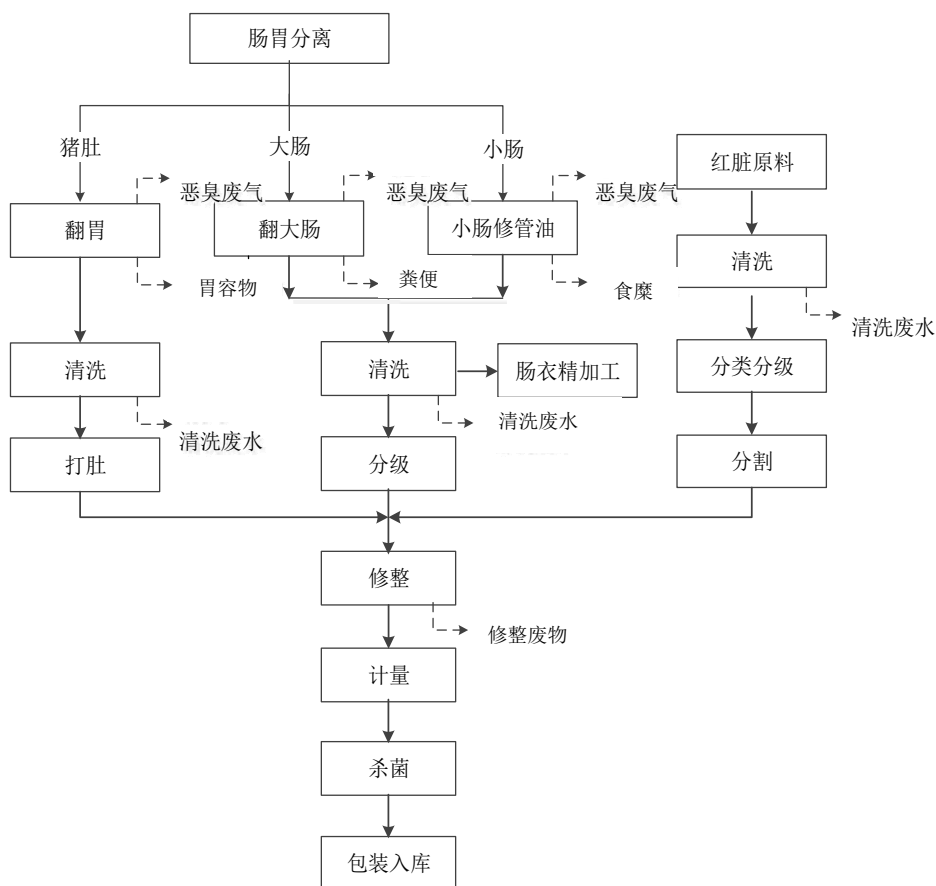 肠胃分离
猪肚
大肠
小肠
红脏原料
恶臭废气
恶臭废气
恶臭废气
翻胃
翻大肠
小肠修管油
清洗
胃容物
粪便
食糜
清洗废水
清洗
清洗
肠衣精加工
分类分级
清洗废水
清洗废水
打肚
分级
分割
修整
修整废物
计量
杀菌
包装入库